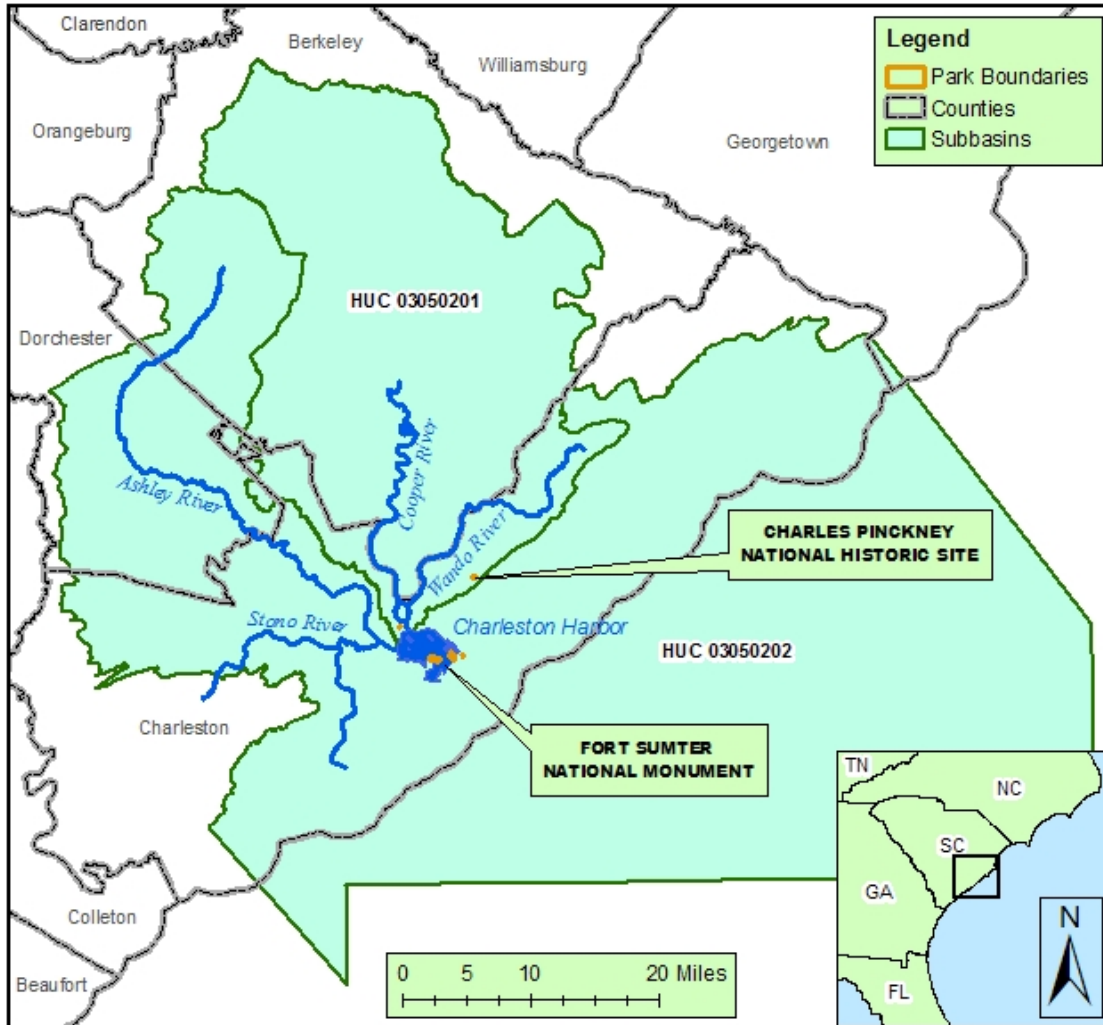 Clarendon
Berkeley
Williamsburg
Orangeburg
Georgetown
Legend
Park Boundaries
Counties
Subbasins
HUC 03050201
Dorchester
Ashley River
Cooper River
Wando River
CHARLES PINCKNEY
NATIONAL HISTORIC SITE
Stono River
Charleston Harbor
HUC 03050202
Charleston
FORT SUMTER
NATIONAL MONUMENT
Colleton
Beaufort
0 5 10 20 Miles
TN
NC
SC
GA
FL
N